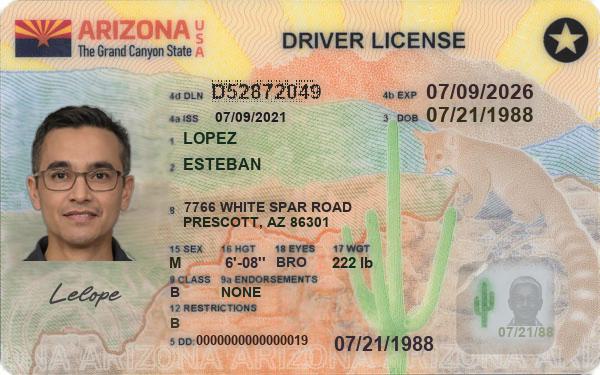 ARIZONA USA
The Grand Canyon State
DRIVER LICENSE
4d DLN D52872049 4b EXP 07/09/2026
4a ISS 07/09/2021 3 DOB 07/21/1988
1 LOPEZ
2 ESTEBAN
8 7766 WHITE SPAR ROAD
PRESCOTT, AZ 86301
15 SEX 16 HGT 18 EYES 17 WGT
M 6'-08" BRO 222 lb
9 CLASS 9a ENDORSEMENTS
B NONE
12 RESTRICTIONS
B
Lelope
07/21/88
5 DD: 0000000000000019 07/21/1988
ONA ARIZONA ARIZONA ARIZONA ARIZONA